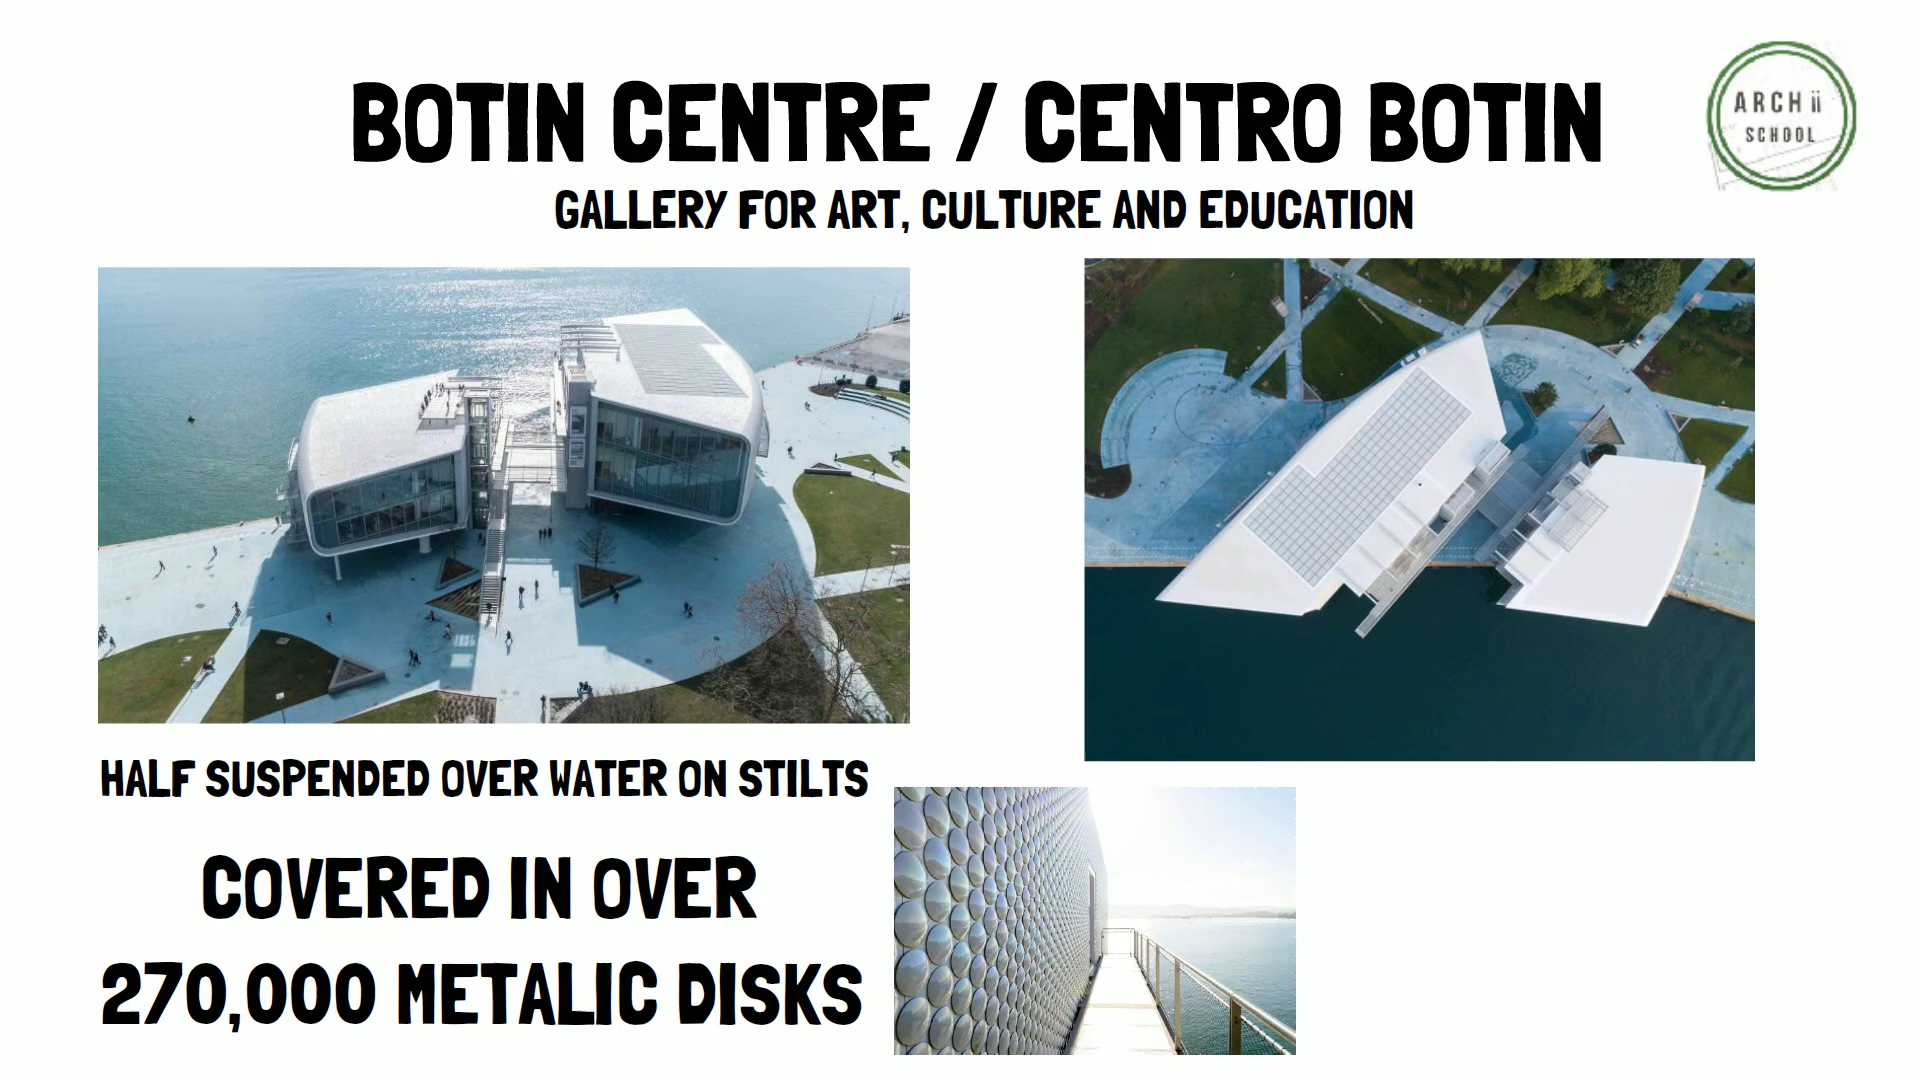 BOTIN CENTRE / CENTRO BOTIN
GALLERY FOR ART, CULTURE AND EDUCATION
ARCH ii
SCHOOL
HALF SUSPENDED OVER WATER ON STILTS
COVERED IN OVER
270,000 METALIC DISKS